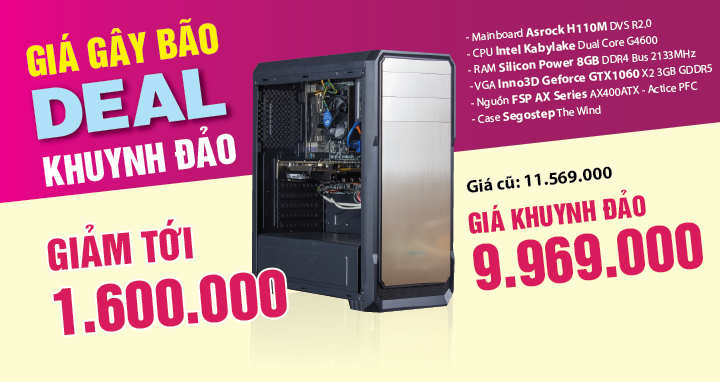 GIÁ GÂY BÃO
DEAL
KHUYNH ĐẢO
- Mainboard Asrock H110M DVS R2.0
- CPU Intel Kabylake Dual Core G4600
- RAM Silicon Power 8GB DDR4 Bus 2133MHz
- VGA Inno3D Geforce GTX1060 X2 3GB GDDR5
- Nguồn FSP AX Series AX400ATX - Actice PFC
- Case Segostep The Wind
Giá cũ: 11.569.000
GIÁ KHUYNH ĐẢO
9.969.000
GIẢM TỚI
1.600.000